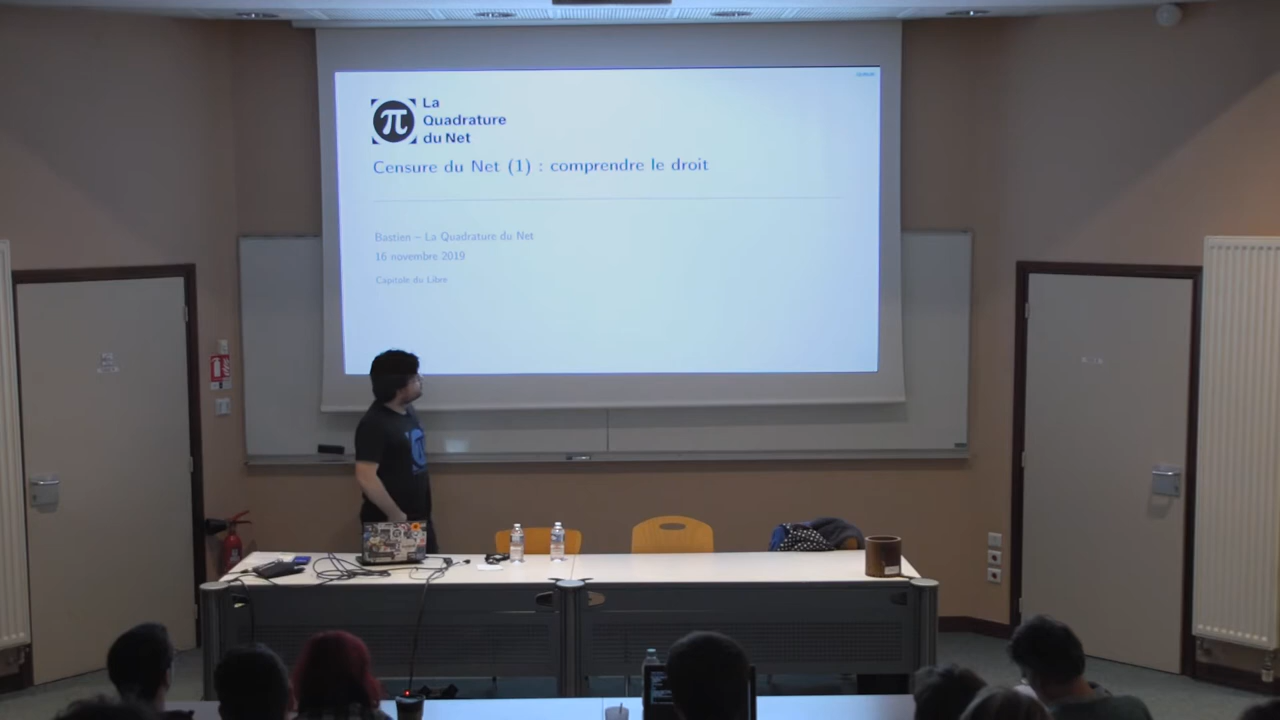 La
Quadrature
du Net
Censure du Net (1) : comprendre le droit
Bastien – La Quadrature du Net
16 novembre 2019
Capitole du Libre